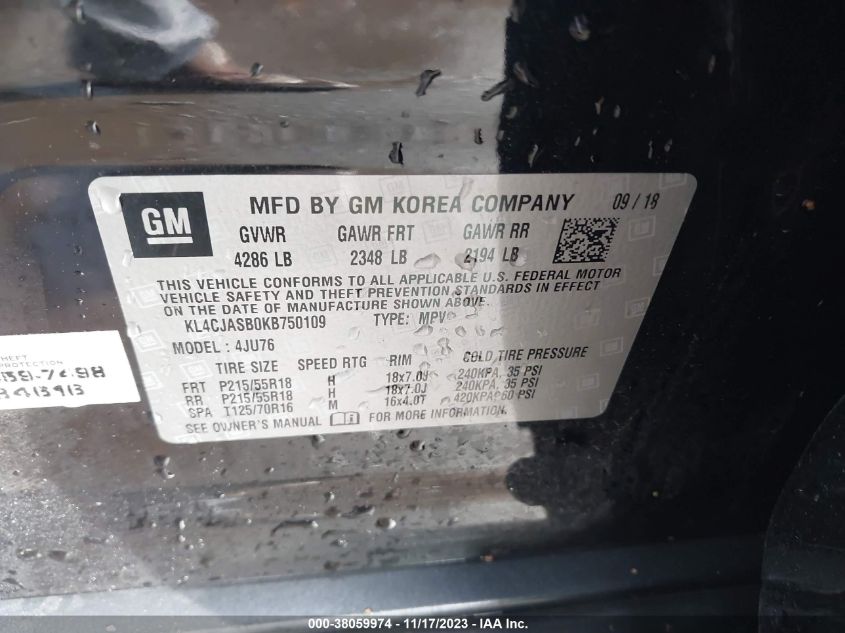 GM MFD BY GM KOREA COMPANY 09 / 18
GVWR GAWR FRT GAWR RR
4286 LB 2348 LB 2194 LB
THIS VEHICLE CONFORMS TO ALL APPLICABLE U.S. FEDERAL MOTOR
VEHICLE SAFETY AND THEFT PREVENTION STANDARDS IN EFFECT
ON THE DATE OF MANUFACTURE SHOWN ABOVE.
KL4CJASB0KB750109 TYPE: MPV
MODEL : 4JU76
TIRE SIZE SPEED RTG RIM COLD TIRE PRESSURE
FRT P215/55R18 H 18x7.0J 240KPA, 35 PSI
RR P215/55R18 H 18x7.0J 240KPA, 35 PSI
SPA T125/70R16 M 16x4.0T 420KPA, 60 PSI
SEE OWNER'S MANUAL FOR MORE INFORMATION.
THEFT
PROTECTION
000-38059974 - 11/17/2023 - IAA Inc.